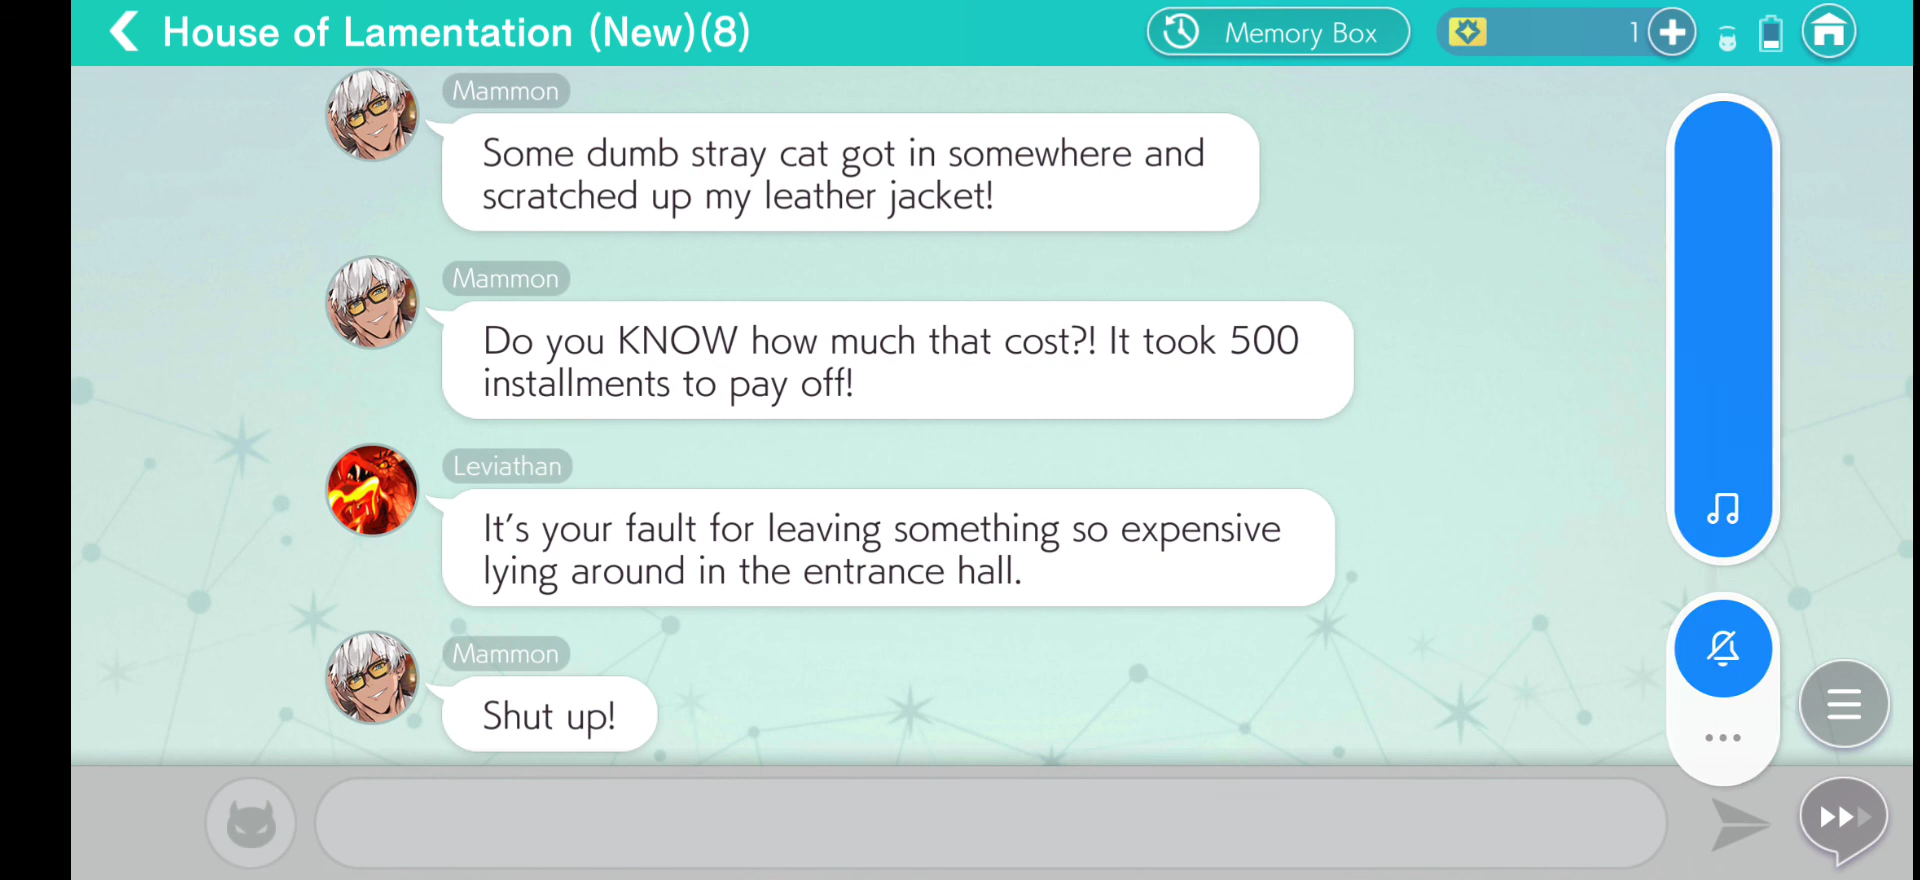 House of Lamentation (New)(8)
Memory Box
1
Mammon
Some dumb stray cat got in somewhere and
scratched up my leather jacket!
Mammon
Do you KNOW how much that cost?! It took 500
installments to pay off!
Leviathan
It's your fault for leaving something so expensive
lying around in the entrance hall.
Mammon
Shut up!